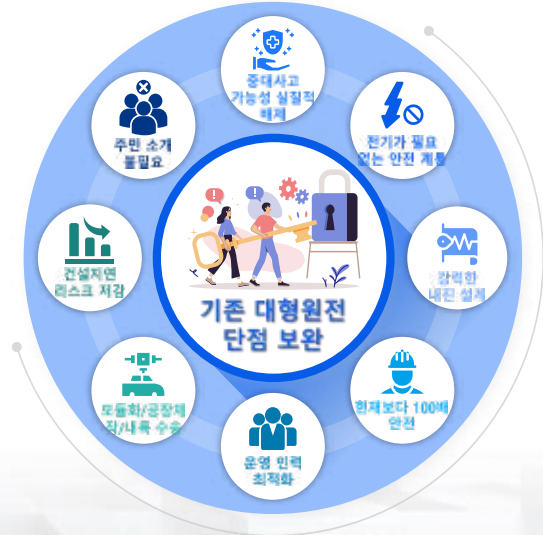 중대사고
가능성 실질적
배제
전기가 필요
없는 안전 계통
강력한
내진 설계
현재보다 100배
안전
운영 인력
최적화
모듈화/공장제
작/내륙 수송
건설지연
리스크 저감
주민 소개
불필요
기존 대형원전
단점 보완